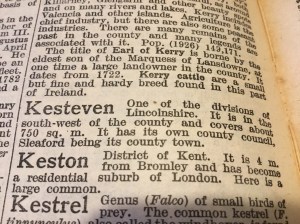 Killarney,
and on many rivers and lakes.
Valencia and other islands. Agriculture
of industry, but there are also some
industries. There are many remains of the
past in the county and many legends
associated with it. Pop. (1926) 149,171.
The title of Earl of Kerry is borne by the
eldest son of the Marquess of Lansdowne, at
one time a large landowner in the county. It
dates from 1722. Kerry cattle are a small
but fine and hardy breed found in this part
of Ireland.
Kesteven One of the divisions of
Lincolnshire. It is in the
south-west of the county and covers about
750 sq. m. It has its own county council,
Sleaford being its county town.
Keston District of Kent. It is 4 m.
from Bromley and has become
a residential suburb of London. Here is a
large common.
Kestrel Genus (Falco) of small birds
of prey. The common kestrel (F.
tinnunculus)